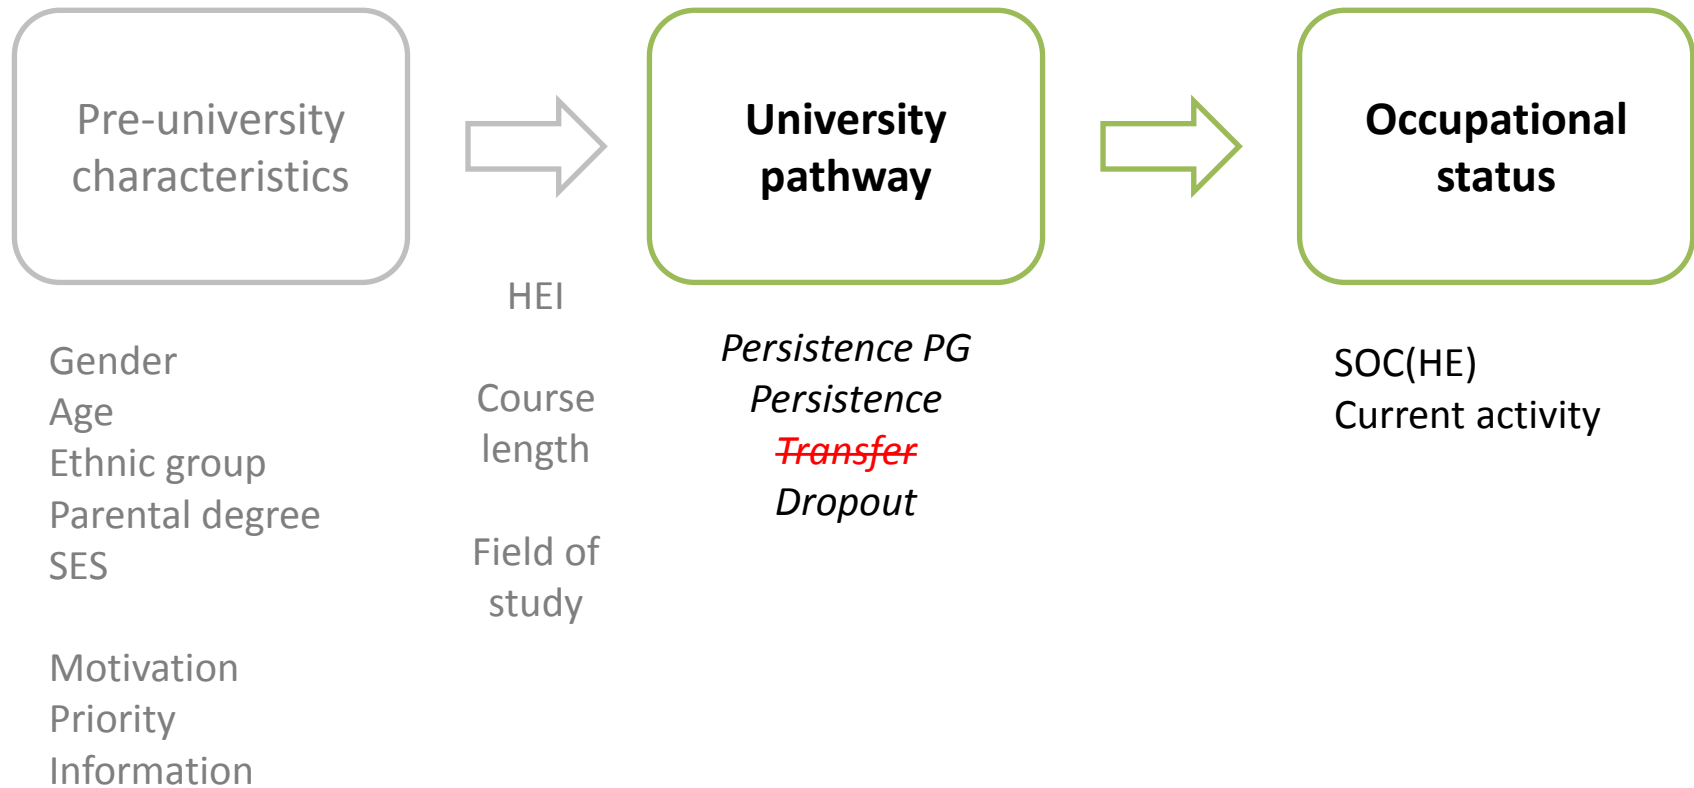 Pre-university
characteristics
University
pathway
Occupational
status
Gender
Age
Ethnic group
Parental degree
SES
Motivation
Priority
Information
HEI
Course
length
Field of
study
Persistence PG
Persistence
Transfer
Dropout
SOC(HE)
Current activity